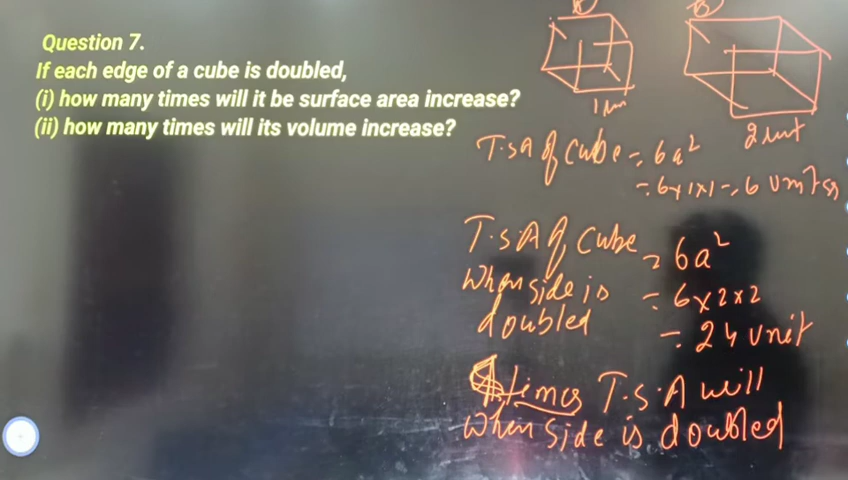 Question 7.
If each edge of a cube is doubled,
(i) how many times will it be surface area increase?
(ii) how many times will its volume increase?
1 unit
2 unit
T.S.A of Cube = 6a²
= 6×1×1 = 6 units
T.S.A of Cube = 6a²
When side is = 6×2×2
doubled = 24 unit
times T.S.A will
When side is doubled